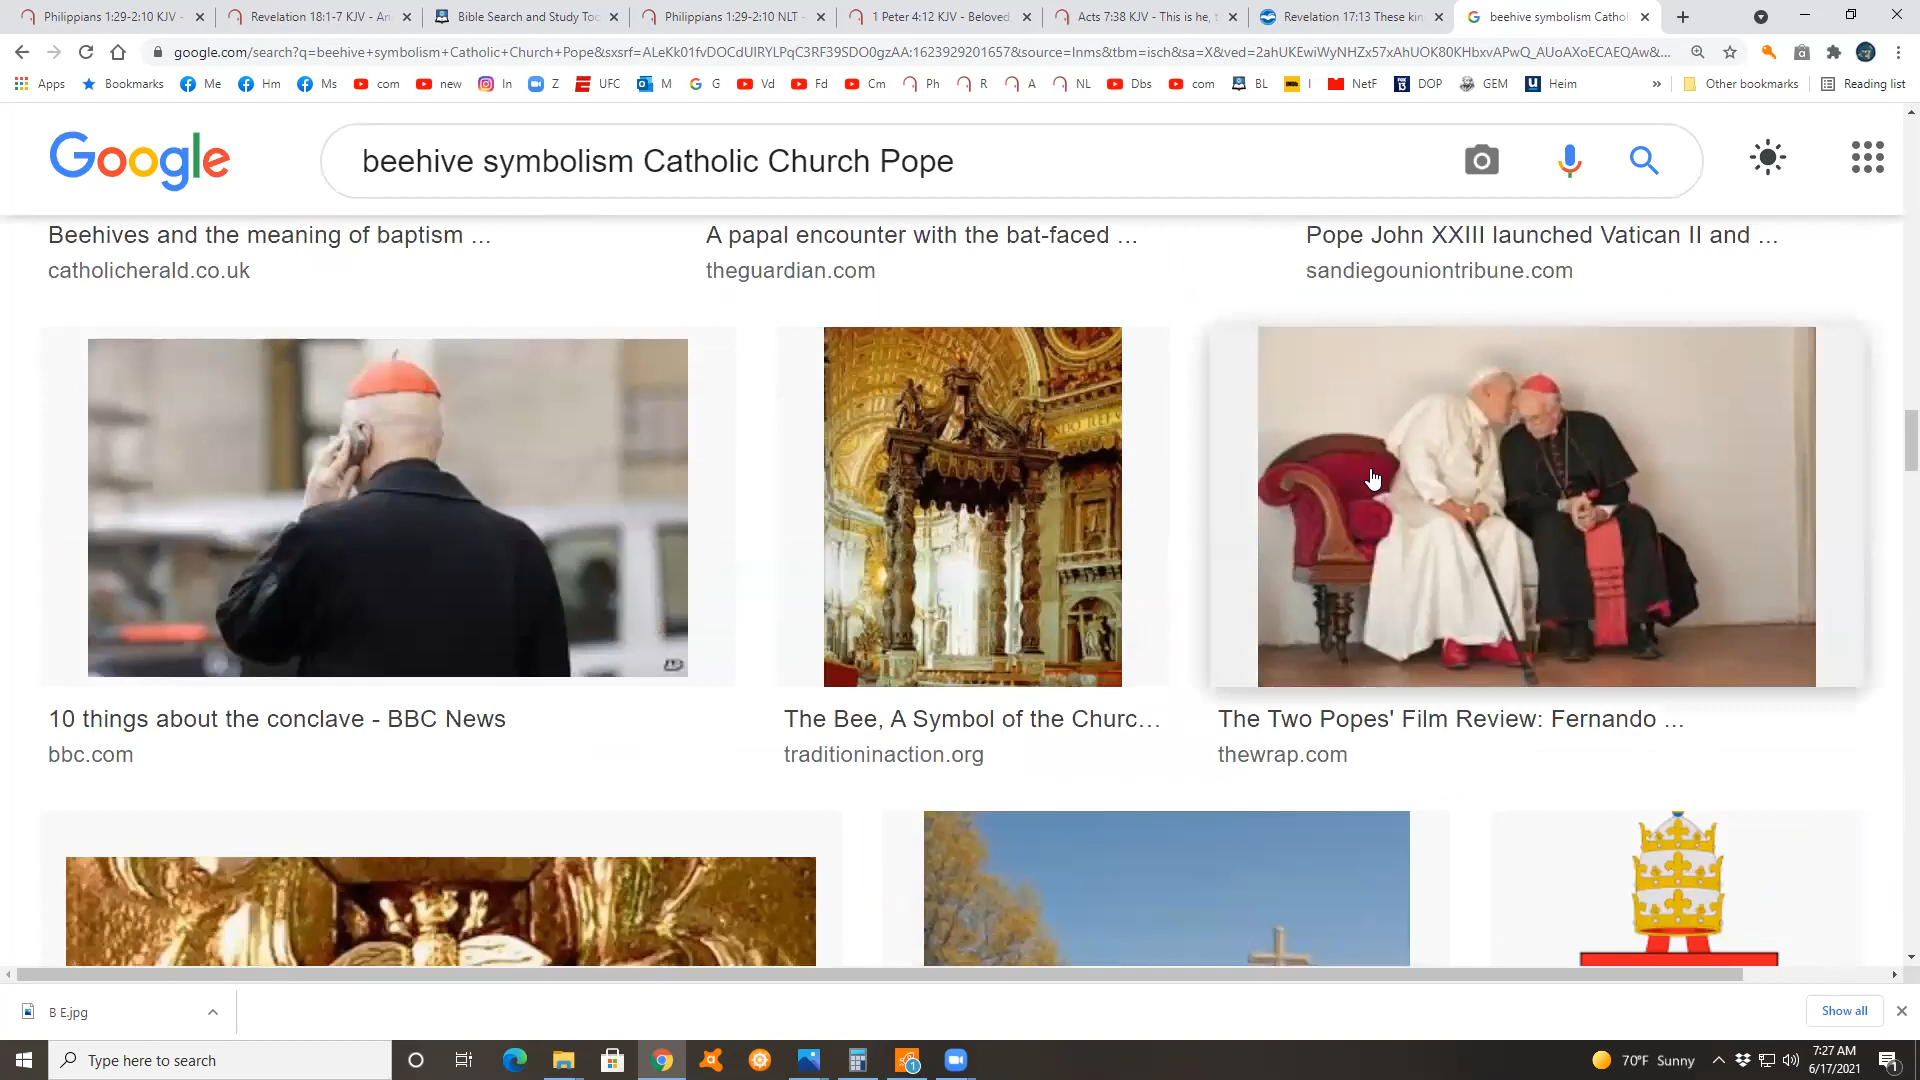 Philippians 1:29-2:10 KJV -
Revelation 18:1-7 KJV - An
Bible Search and Study Too
Philippians 1:29-2:10 NLT -
1 Peter 4:12 KJV - Beloved,
Acts 7:38 KJV - This is he, t
Revelation 17:13 These kin
beehive symbolism Cathol
google.com/search?q=beehive+symbolism+Catholic+Church+Pope&sxsrf=ALeKk01fvDOCdUIRYLPqC3RF39SDO0gzAA:1623929201657&source=lnms&tbm=isch&sa=X&ved=2ahUKEwiWyNHZx57xAhUOK80KHbxvAPwQ_AUoAXoECAEQAw&...
Apps Bookmarks Me Hm Ms com new In Z UFC M G Vd Fd Cm Ph R A NL Dbs com BL I NetF DOP GEM Heim » Other bookmarks Reading list
Google
beehive symbolism Catholic Church Pope
Beehives and the meaning of baptism ...
catholicherald.co.uk
A papal encounter with the bat-faced ...
theguardian.com
Pope John XXIII launched Vatican II and ...
sandiegouniontribune.com
10 things about the conclave - BBC News
bbc.com
The Bee, A Symbol of the Churc...
traditioninaction.org
The Two Popes' Film Review: Fernando ...
thewrap.com
B E.jpg
Show all
Type here to search
70°F Sunny
7:27 AM
6/17/2021